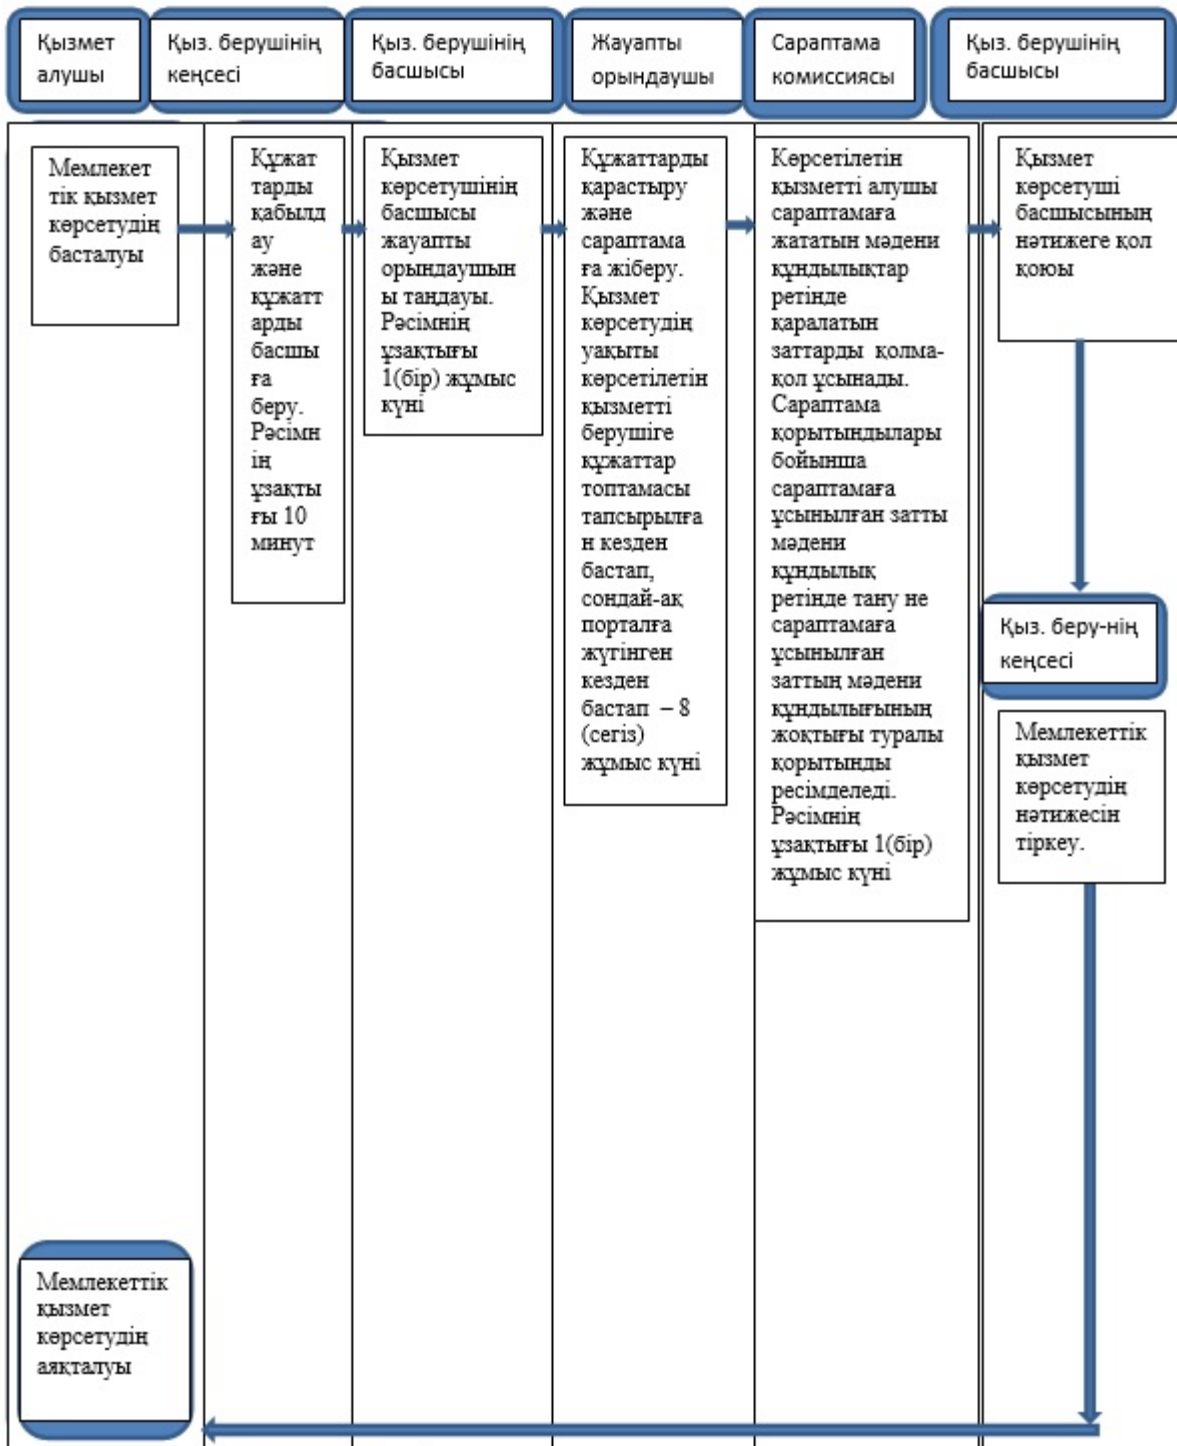 Қызмет
алушы
Қыз. берушінің
кеңсесі
Қыз. берушінің
басшысы
Жауапты
орындаушы
Сараптама
комиссиясы
Қыз. берушінің
басшысы
Мемлекет
тік қызмет
көрсетудің
басталуы
Құжат
тарды
қабылд
ау
және
құжатт
арды
басшы
ға
беру.
Рәсімн
ің
ұзақты
ғы 10
минут
Қызмет
көрсетушінің
басшысы
жауапты
орындаушын
ы таңдауы.
Рәсімнің
ұзақтығы
1(бір) жұмыс
күні
Құжаттарды
қарастыру
және
сараптама
ға жіберу.
Қызмет
көрсетудің
уақыты
көрсетілетін
қызметті
берушіге
құжаттар
топтамасы
тапсырылға
н кезден
бастап,
сондай-ақ
порталға
жүгінген
кезден
бастап – 8
(сегіз)
жұмыс күні
Көрсетілетін
қызметті алушы
сараптамаға
жататын мәдени
құндылықтар
ретінде
қаралатын
заттарды қолма-
қол ұсынады.
Сараптама
қорытындылары
бойынша
сараптамаға
ұсынылған затты
мәдени
құндылық
ретінде тану не
сараптамаға
ұсынылған
заттың мәдени
құндылығының
жоқтығы туралы
қорытынды
ресімделеді.
Рәсімнің
ұзақтығы 1(бір)
жұмыс күні
Қызмет
көрсетуші
басшысының
нәтижеге қол
қоюы
Қыз. беру-нің
кеңсесі
Мемлекеттік
қызмет
көрсетудің
нәтижесін
тіркеу.
Мемлекеттік
қызмет
көрсетудің
аяқталуы